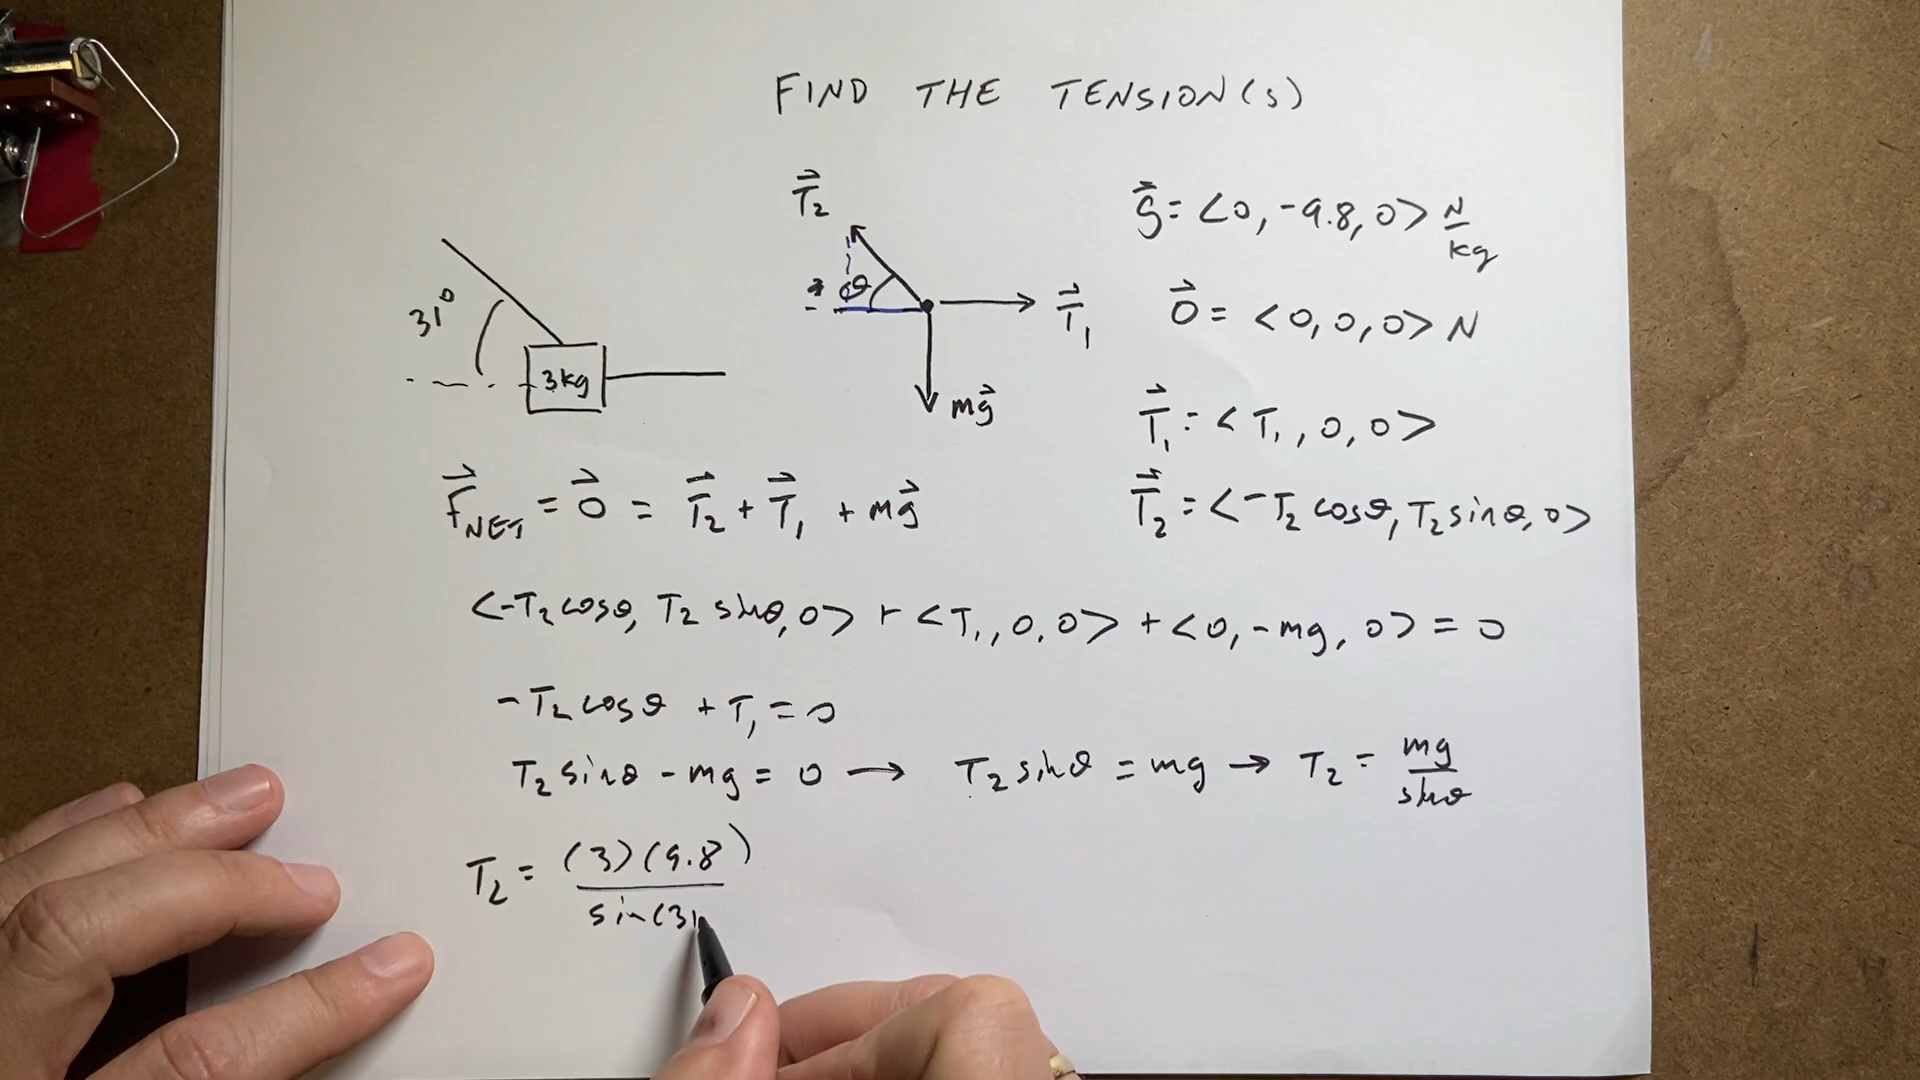 FIND THE TENSION(S)
31°
3kg
T⃗₂
θ
T⃗₁
mg⃗
g⃗ = <0, -9.8, 0> N/kg
0⃗ = <0, 0, 0> N
T⃗₁ = <T₁, 0, 0>
T⃗₂ = <-T₂ cosθ, T₂ sinθ, 0>
F⃗NET = 0⃗ = T⃗₂ + T⃗₁ + mg⃗
<-T₂ cosθ, T₂ sinθ, 0> + <T₁, 0, 0> + <0, -mg, 0> = 0
-T₂ cosθ + T₁ = 0
T₂ sinθ - mg = 0 → T₂ sinθ = mg → T₂ = mg/sinθ
T₂ = (3)(9.8)/sin(31